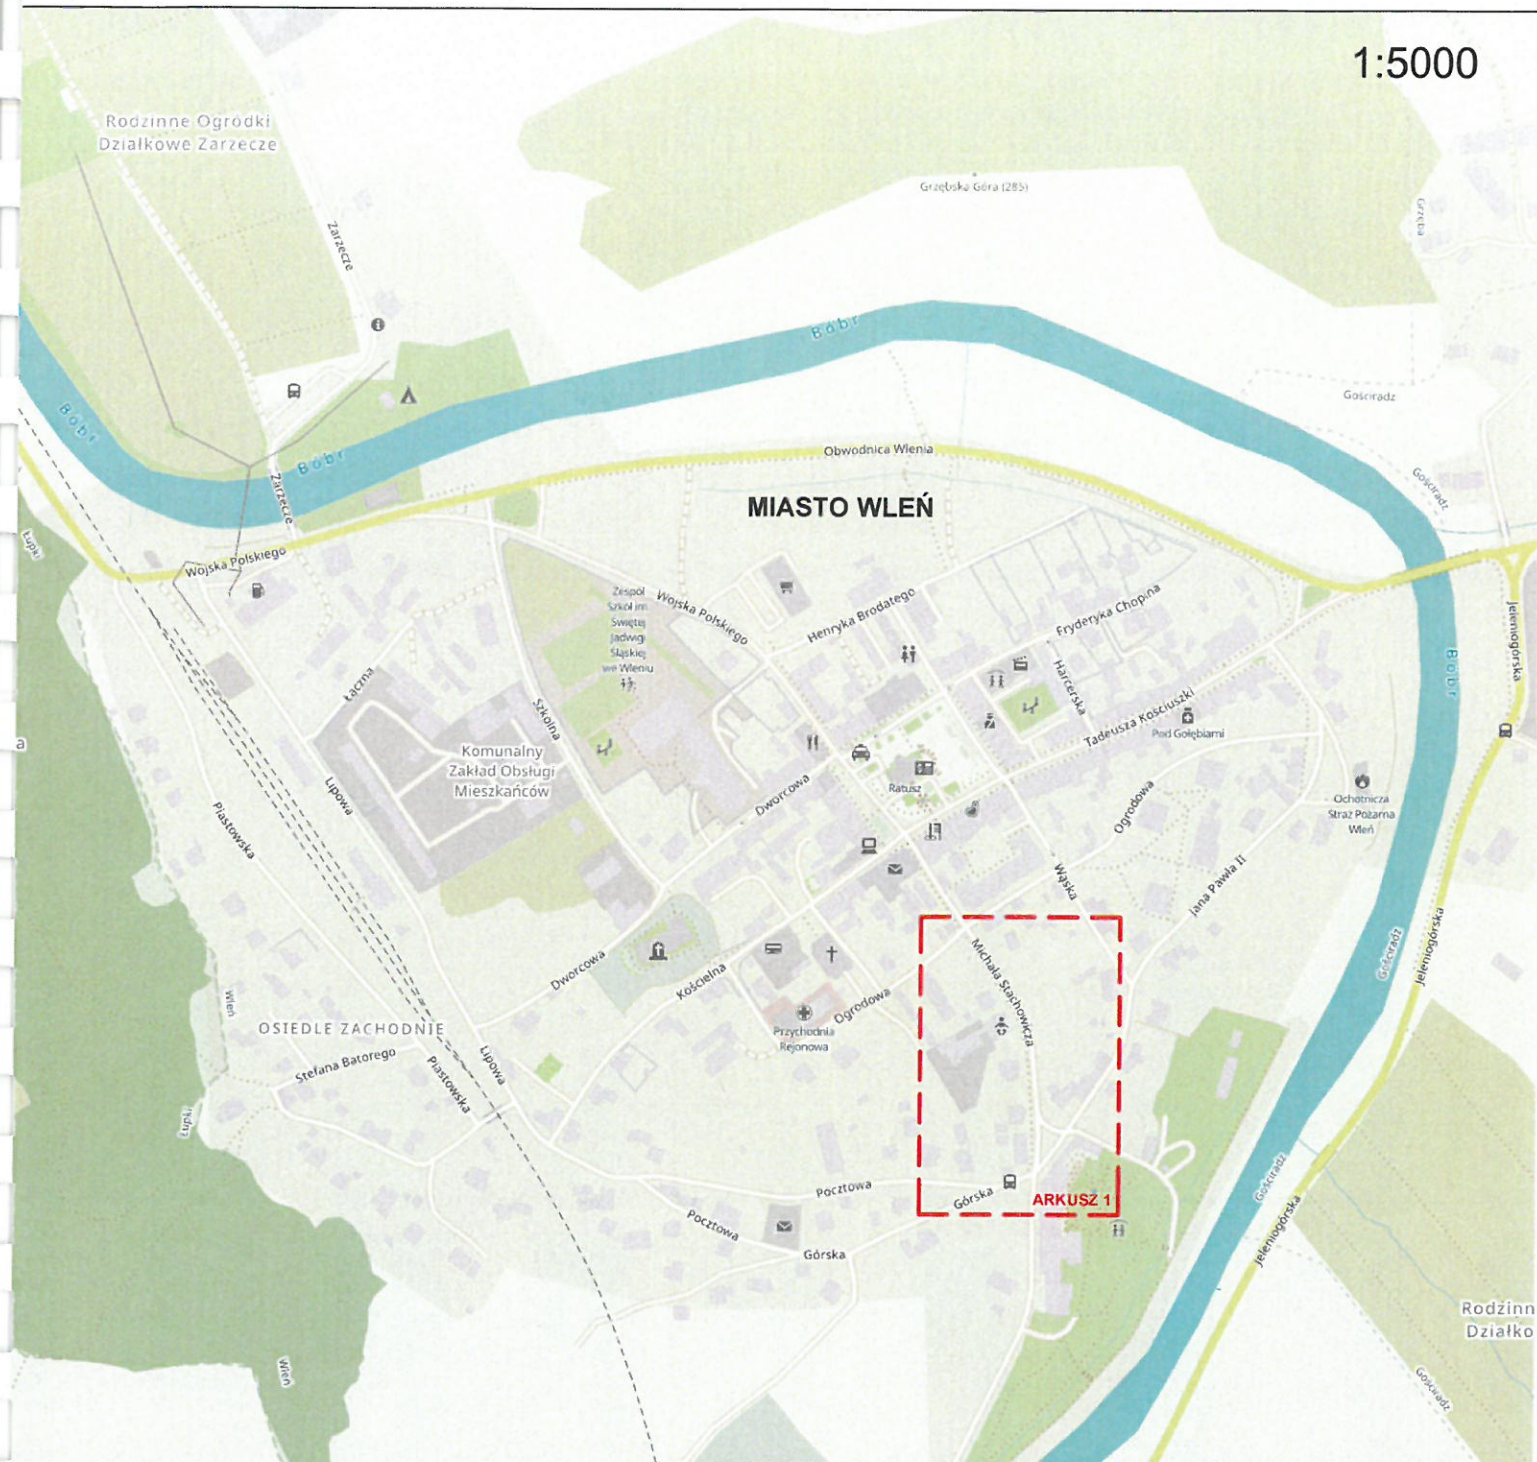 1:5000
Rodzinne Ogródki
Działkowe Zarzecze
Grzębska Góra (285)
Grzęba
Zarzecze
Bóbr
Gościradz
Bóbr
Obwodnica Wlenia
Bóbr
Zarzecze
Gościradz
MIASTO WLEŃ
Łupki
Wojska Polskiego
Zespół
Szkół im.
Świętej
Jadwigi
Śląskiej
we Wleniu
Wojska Polskiego
Henryka Brodatego
Fryderyka Chopina
Jeleniogórska
Bóbr
Łączna
Szkolna
Harcerska
Tadeusza Kościuszki
Pod Gołębiami
a
Komunalny
Zakład Obsługi
Mieszkańców
Lipowa
Piastowska
Dworcowa
Ratusz
Ogrodowa
Ochotnicza
Straż Pożarna
Wleń
Wąska
Jana Pawła II
Dworcowa
Kościelna
Michała Stachowicza
Gościradz
Jeleniogórska
Wleń
Ogrodowa
Przychodnia
Rejonowa
OSIEDLE ZACHODNIE
Stefana Batorego
Lipowa
Piastowska
Łupki
Pocztowa
Górska
ARKUSZ 1
Gościradz
Pocztowa
Górska
Jeleniogórska
Rodzinn
Działko
Wleń
Gościradz